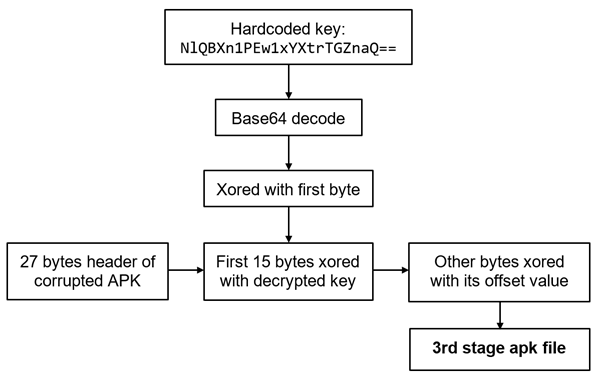 Hardcoded key:
NlQBXn1PEw1xYXtrTGZnaQ==
Base64 decode
Xored with first byte
27 bytes header of
corrupted APK
First 15 bytes xored
with decrypted key
Other bytes xored
with its offset value
3rd stage apk file